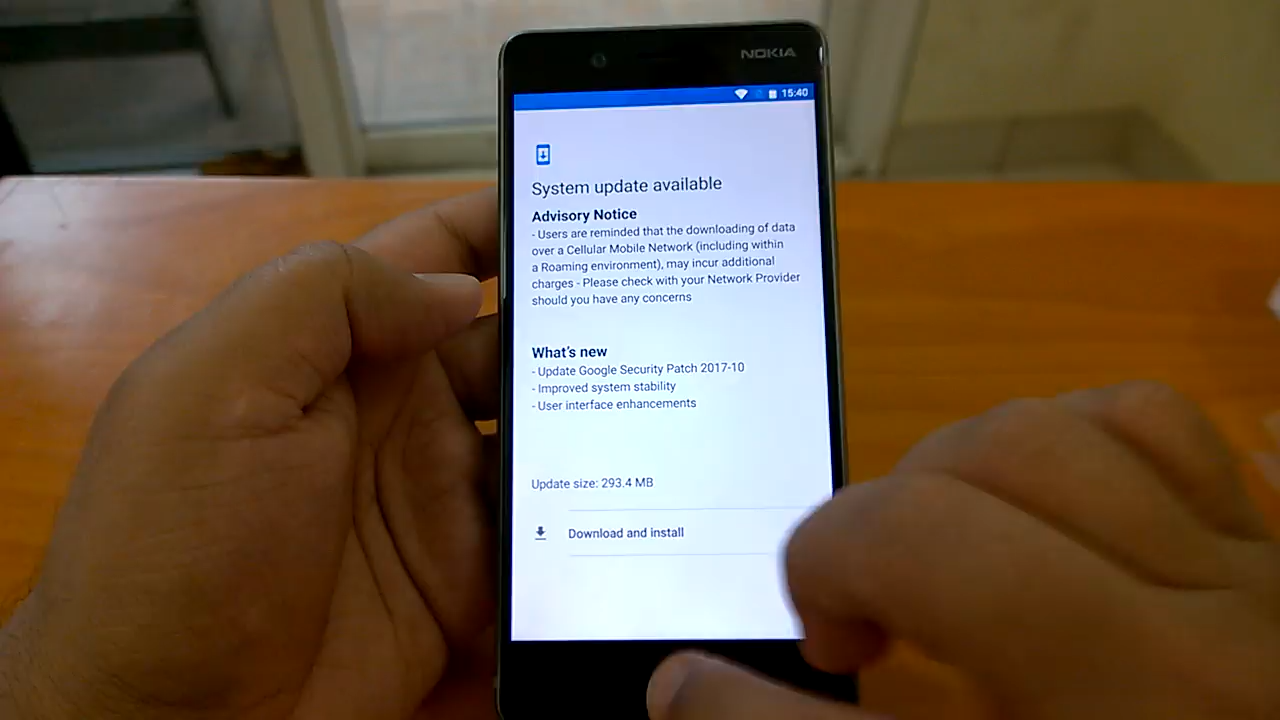 NOKIA
15:40
System update available
Advisory Notice
- Users are reminded that the downloading of data
over a Cellular Mobile Network (including within
a Roaming environment), may incur additional
charges - Please check with your Network Provider
should you have any concerns
What's new
- Update Google Security Patch 2017-10
- Improved system stability
- User interface enhancements
Update size: 293.4 MB
Download and install